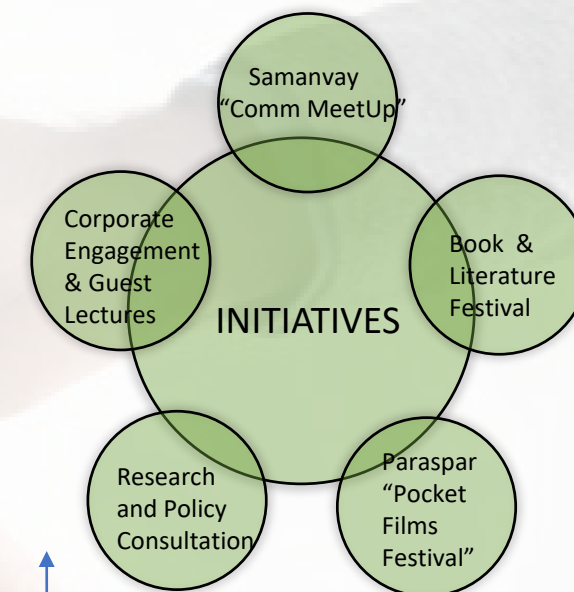 Samanvay
“Comm MeetUp”
Corporate
Engagement
& Guest
Lectures
Book &
Literature
Festival
INITIATIVES
Research
and Policy
Consultation
Paraspar
“Pocket
Films
Festival”